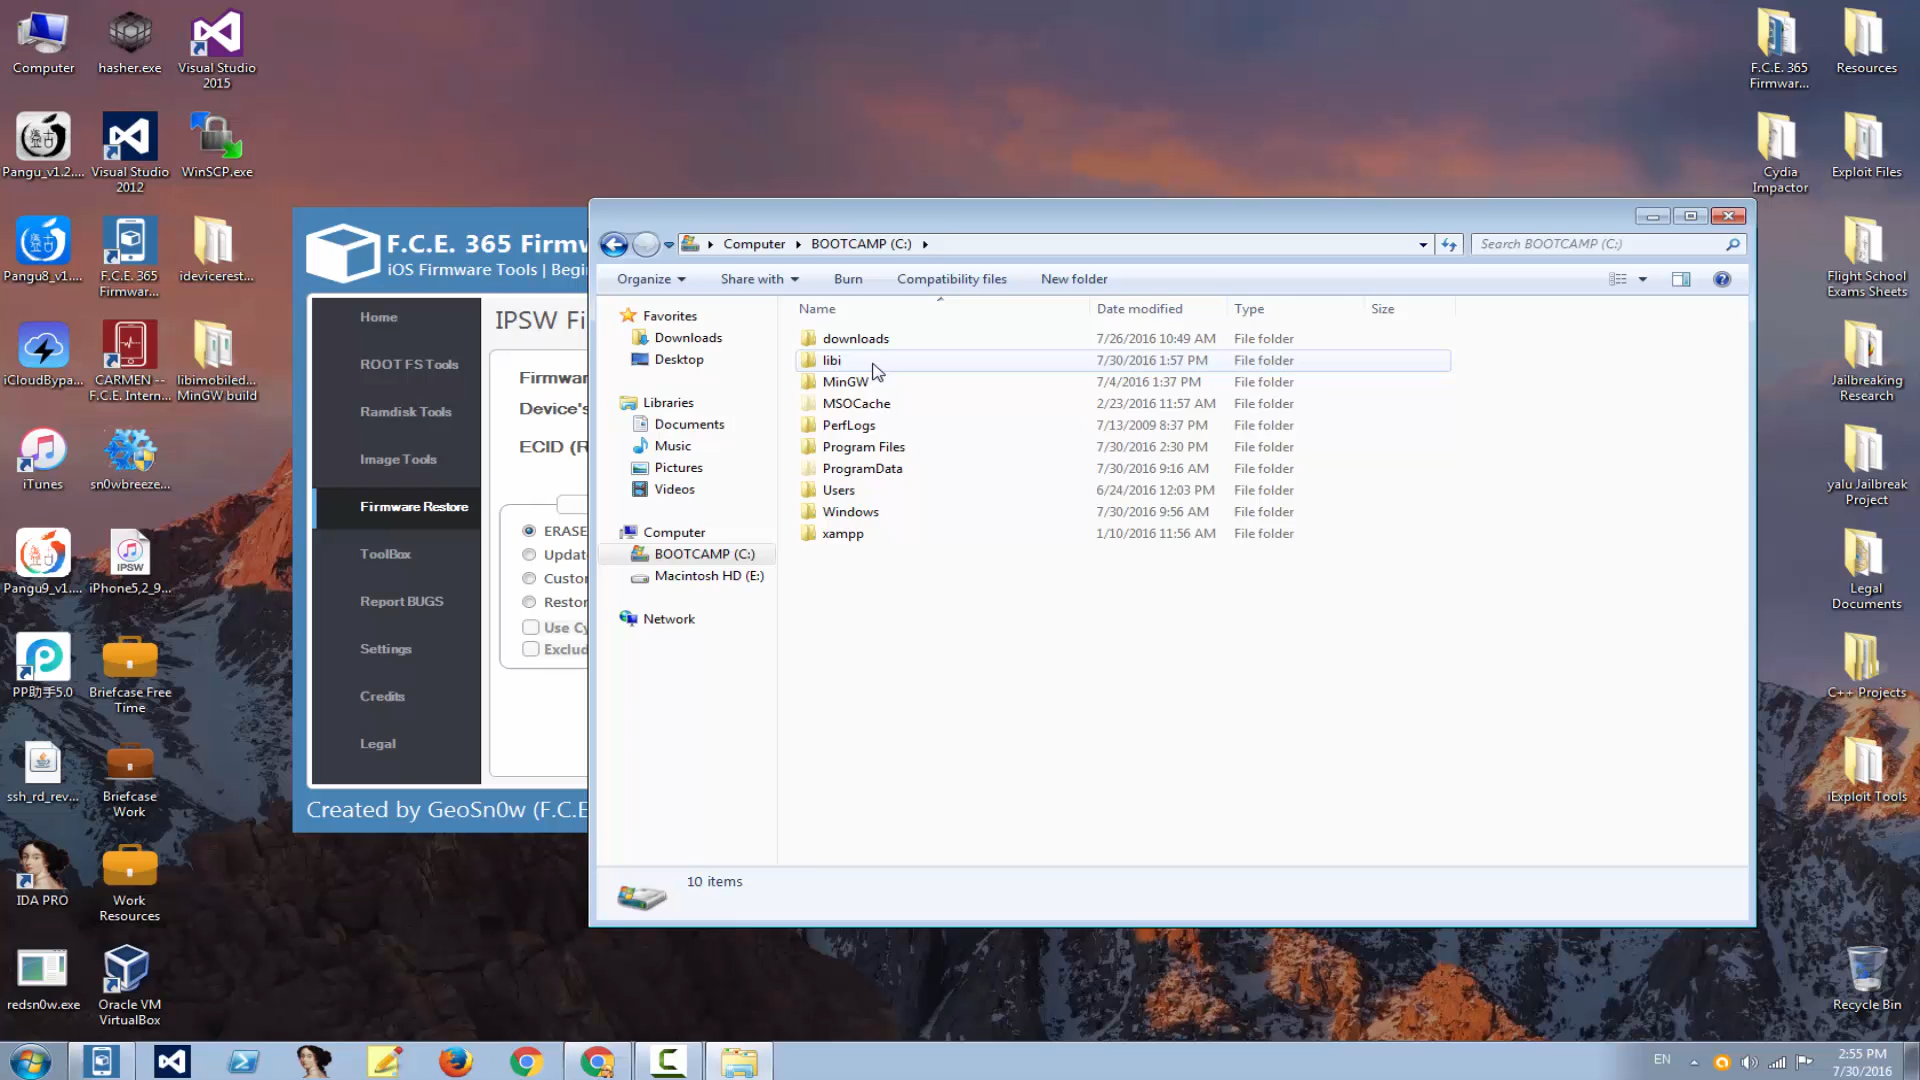 Computer
hasher.exe
Visual Studio
2015
Pangu_v1.2....
Visual Studio
2012
WinSCP.exe
Pangu8_v1....
F.C.E. 365
Firmwar...
idevicerest...
iCloudBypa...
CARMEN --
F.C.E. Intern...
libimobiled...
MinGW build
iTunes
sn0wbreeze...
Pangu9_v1....
IPSW
iPhone5,2_9...
PP助手5.0
Briefcase Free
Time
ssh_rd_rev...
Briefcase
Work
IDA PRO
Work
Resources
redsn0w.exe
Oracle VM
VirtualBox
F.C.E. 365 Firmw
iOS Firmware Tools | Begi
Home
ROOT FS Tools
Ramdisk Tools
Image Tools
Firmware Restore
ToolBox
Report BUGS
Settings
Credits
Legal
IPSW Fi
Firmwar
Device's
ECID (R
ERASE
Updat
Custo
Restor
Use Cy
Exclud
Created by GeoSn0w (F.C.E
Computer
BOOTCAMP (C:)
Search BOOTCAMP (C:)
Organize
Share with
Burn
Compatibility files
New folder
Favorites
Downloads
Desktop
Libraries
Documents
Music
Pictures
Videos
Computer
BOOTCAMP (C:)
Macintosh HD (E:)
Network
Name Date modified Type Size
downloads 7/26/2016 10:49 AM File folder
libi 7/30/2016 1:57 PM File folder
MinGW 7/4/2016 1:37 PM File folder
MSOCache 2/23/2016 11:57 AM File folder
PerfLogs 7/13/2009 8:37 PM File folder
Program Files 7/30/2016 2:30 PM File folder
ProgramData 7/30/2016 9:16 AM File folder
Users 6/24/2016 12:03 PM File folder
Windows 7/30/2016 9:56 AM File folder
xampp 1/10/2016 11:56 AM File folder
10 items
F.C.E. 365
Firmwar...
Resources
Cydia
Impactor
Exploit Files
Flight School
Exams Sheets
Jailbreaking
Research
yalu Jailbreak
Project
Legal
Documents
C++ Projects
iExploit Tools
Recycle Bin
EN
2:55 PM
7/30/2016